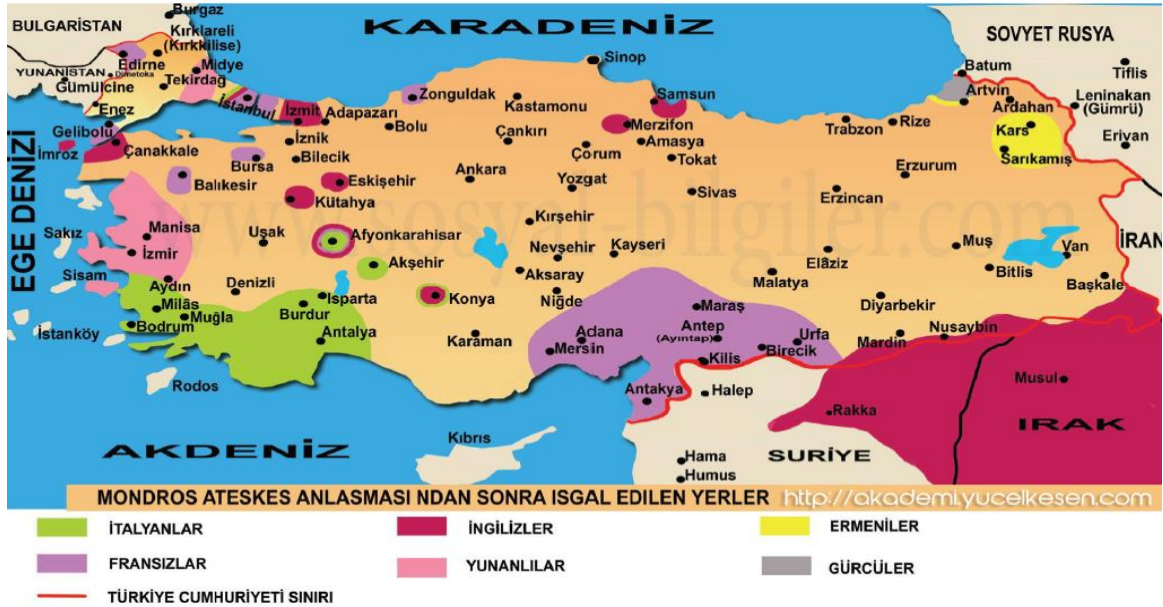 Burgaz
BULGARİSTAN
KARADENİZ
SOVYET RUSYA
Kırklareli
(Kırkkilise)
Edirne
Midye
YUNANİSTAN
Dimetoka
Tekirdağ
Gümülcine
Enez
İstanbul
İzmit
Adapazarı
Zonguldak
Bolu
Kastamonu
Sinop
Samsun
Merzifon
Çankırı
Çorum
Amasya
Tokat
Trabzon
Rize
Batum
Artvin
Ardahan
Tiflis
Leninakan
(Gümrü)
Erivan
Kars
Sarıkamış
Gelibolu
İmroz
Çanakkale
İznik
Bilecik
Bursa
Balıkesir
Eskişehir
Kütahya
Ankara
Yozgat
Sivas
Erzurum
Erzincan
www.sosyal-bilgiler.com
EGE DENİZİ
Sakız
Manisa
İzmir
Uşak
Afyonkarahisar
Akşehir
Kırşehir
Nevşehir
Kayseri
Aksaray
Niğde
Konya
Elâziz
Malatya
Muş
Bitlis
Van
Başkale
İRAN
Sisam
Aydın
Denizli
Milâs
Muğla
Bodrum
Isparta
Burdur
Antalya
Karaman
İstanköy
Rodos
Maraş
Adana
Mersin
Antep
(Ayıntap)
Urfa
Birecik
Kilis
Antakya
Diyarbekir
Mardin
Nusaybin
Halep
Rakka
Musul
IRAK
SURİYE
Hama
Humus
Kıbrıs
AKDENİZ
MONDROS ATESKES ANLASMASI NDAN SONRA ISGAL EDILEN YERLER http://akademi.yucelkesen.com
İTALYANLAR
İNGİLİZLER
ERMENİLER
FRANSIZLAR
YUNANLILAR
GÜRCÜLER
TÜRKİYE CUMHURİYETİ SINIRI